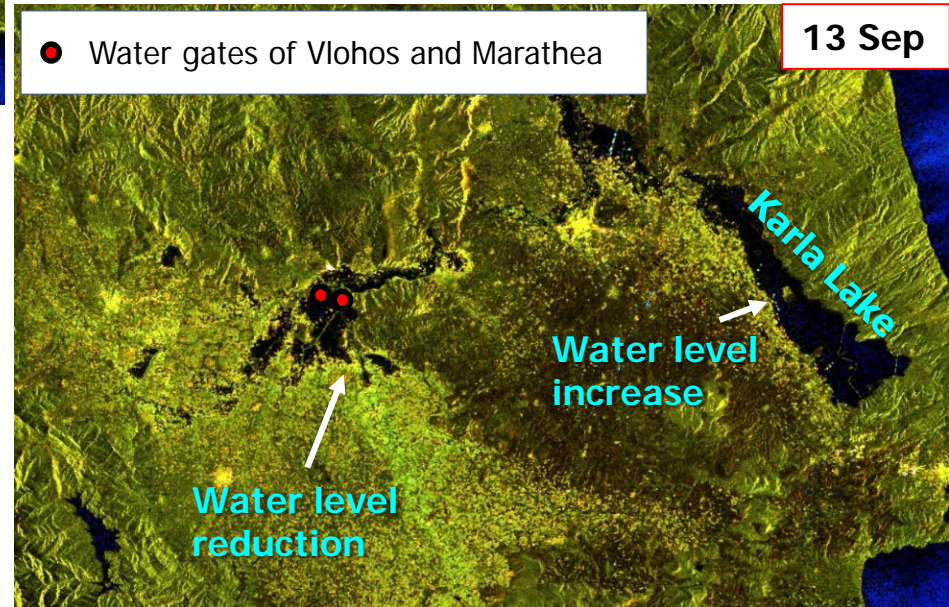 Water gates of Vlohos and Marathea
13 Sep
Karla Lake
Water level
increase
Water level
reduction